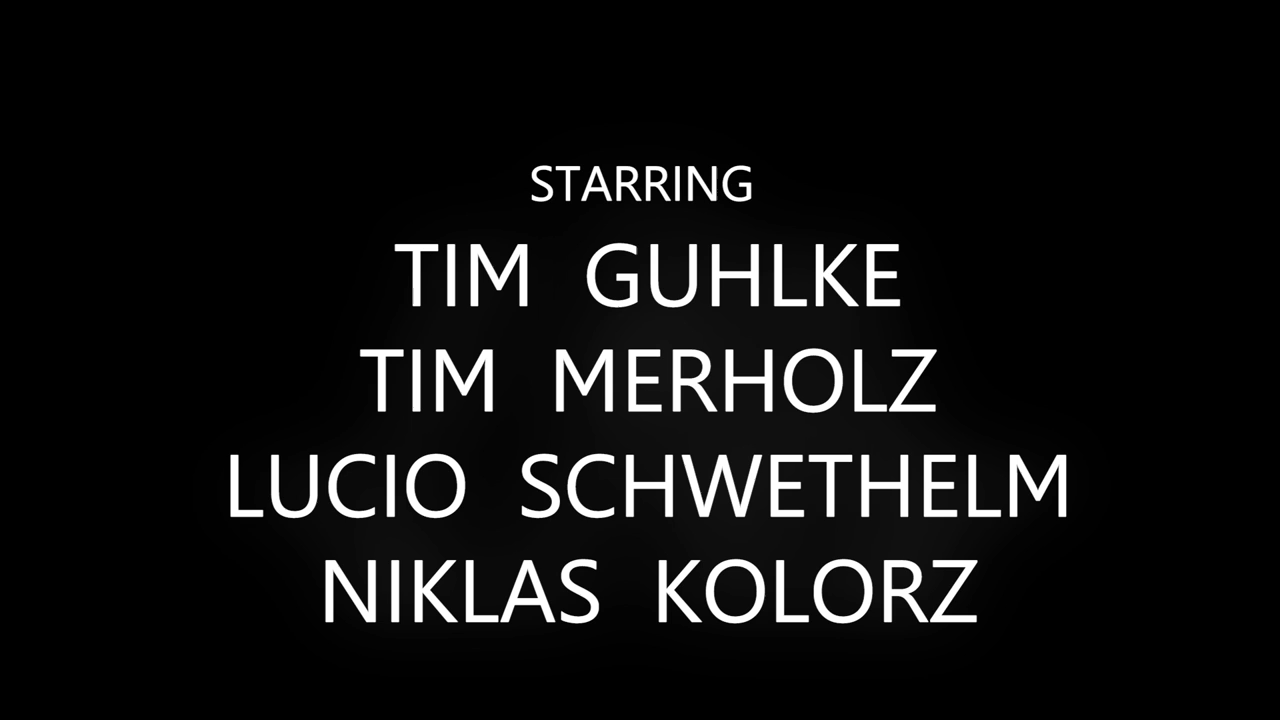 STARRING
TIM GUHLKE
TIM MERHOLZ
LUCIO SCHWETHELM
NIKLAS KOLORZ